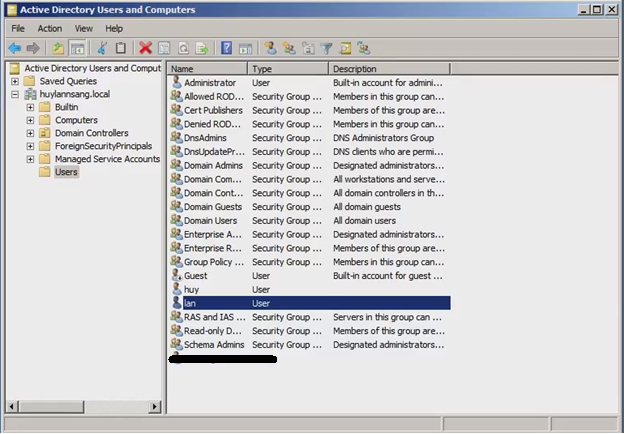 Active Directory Users and Computers
File Action View Help
Active Directory Users and Comput
Saved Queries
huylannsang.local
Builtin
Computers
Domain Controllers
ForeignSecurityPrincipals
Managed Service Accounts
Users
Name Type Description
Administrator User Built-in account for admini...
Allowed ROD... Security Group ... Members in this group can...
Cert Publishers Security Group ... Members of this group are...
Denied ROD... Security Group ... Members in this group can...
DnsAdmins Security Group ... DNS Administrators Group
DnsUpdatePr... Security Group ... DNS clients who are permi...
Domain Admins Security Group ... Designated administrators...
Domain Com... Security Group ... All workstations and serve...
Domain Cont... Security Group ... All domain controllers in th...
Domain Guests Security Group ... All domain guests
Domain Users Security Group ... All domain users
Enterprise A... Security Group ... Designated administrators...
Enterprise R... Security Group ... Members of this group are...
Group Policy ... Security Group ... Members in this group can...
Guest User Built-in account for guest ...
huy User
lan User
RAS and IAS ... Security Group ... Servers in this group can ...
Read-only D... Security Group ... Members of this group are...
Schema Admins Security Group ... Designated administrators...